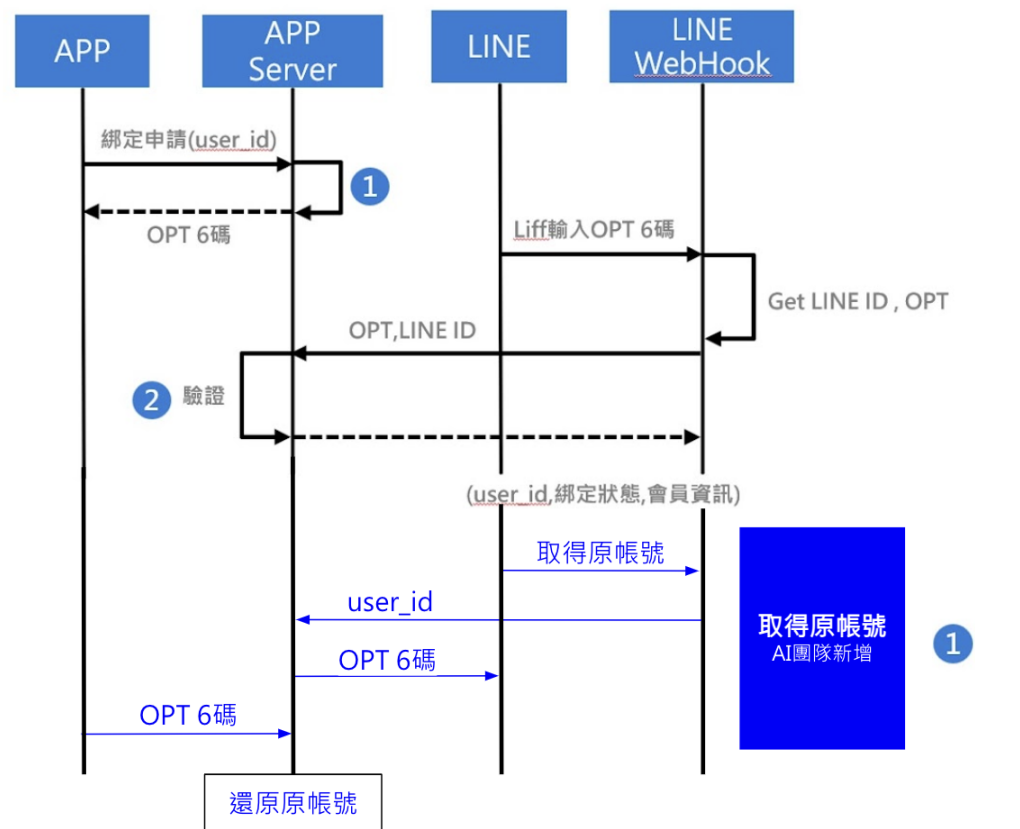 APP
APP
Server
LINE
LINE
WebHook
綁定申請(user_id)
1
OPT 6碼
Liff輸入OPT 6碼
Get LINE ID , OPT
OPT,LINE ID
2
驗證
(user_id,綁定狀態,會員資訊)
取得原帳號
user_id
取得原帳號
AI團隊新增
1
OPT 6碼
OPT 6碼
還原原帳號